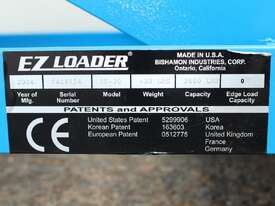 EZ LOADER
MADE IN U.S.A.
BISHAMON INDUSTRIES, CORP.
Ontario, California
0
Year of Mfg. Serial Number Model Weight Capacity Edge Load Capacity
PATENTS and APPROVALS
CE
United States Patent 5299906 USA
Korean Patent 163603 Korea
European Patent 0512775 United Kingdom
France
Germany